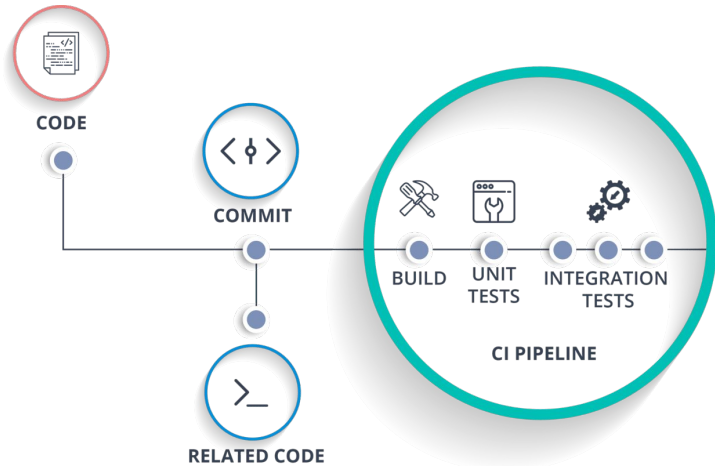 CODE
COMMIT
BUILD
UNIT
TESTS
INTEGRATION
TESTS
CI PIPELINE
RELATED CODE